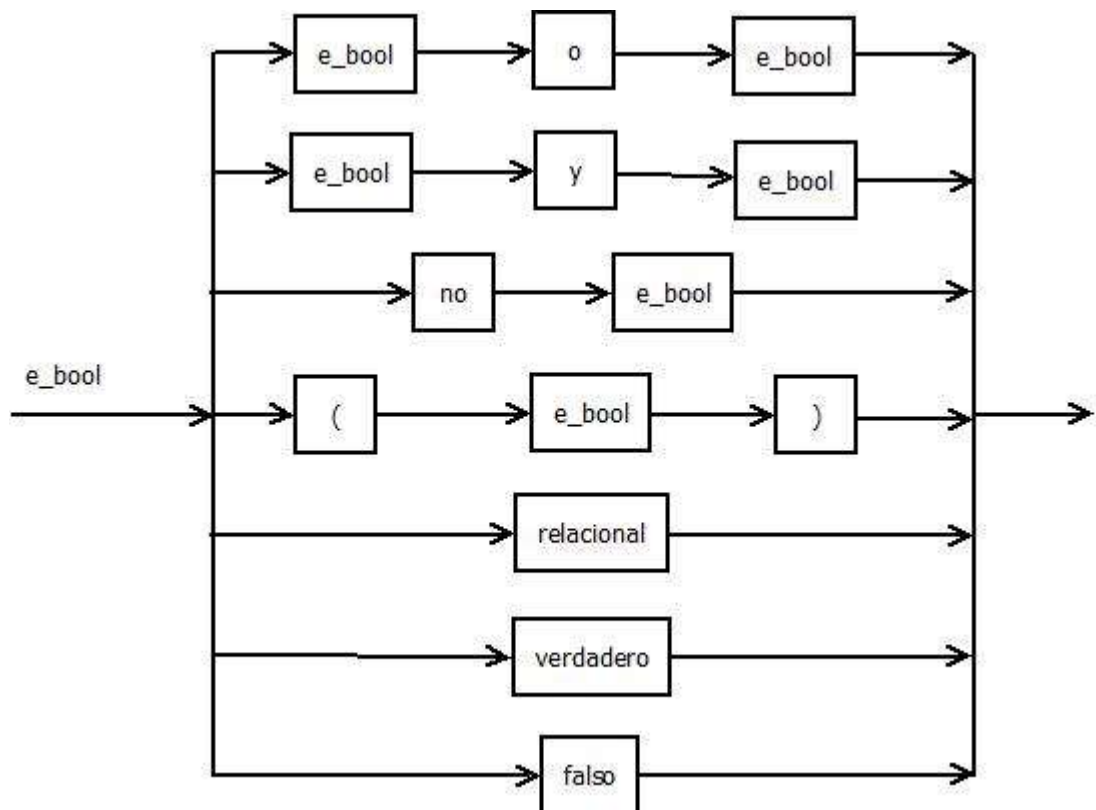 e_bool o e_bool
e_bool y e_bool
no e_bool
e_bool
( e_bool )
relacional
verdadero
falso